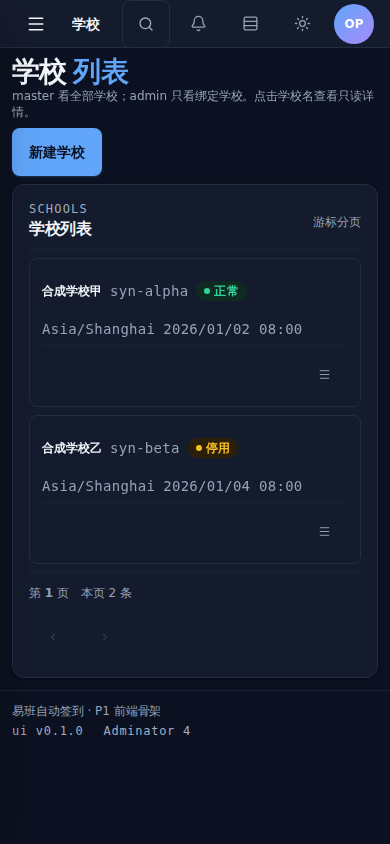 学校
OP
学校 列表
master 看全部学校；admin 只看绑定学校。点击学校名查看只读详
情。
新建学校
SCHOOLS
学校列表
游标分页
合成学校甲 syn-alpha 正常
Asia/Shanghai 2026/01/02 08:00
合成学校乙 syn-beta 停用
Asia/Shanghai 2026/01/04 08:00
第 1 页 本页 2 条
易班自动签到 · P1 前端骨架
ui v0.1.0 Adminator 4